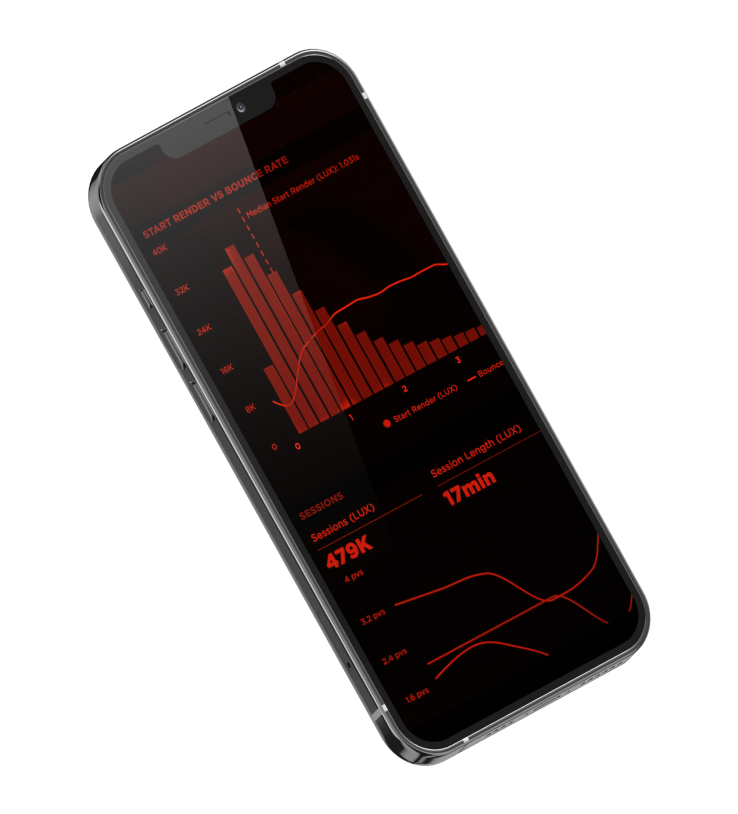 START RENDER VS BOUNCE RATE
Median Start Render (LUX): 1.031s
40K
32K
24K
16K
8K
0
0
1
2
3
Start Render (LUX)
Bounce
SESSIONS
Sessions (LUX)
479K
Session Length (LUX)
17min
4 pvs
3.2 pvs
2.4 pvs
1.6 pvs